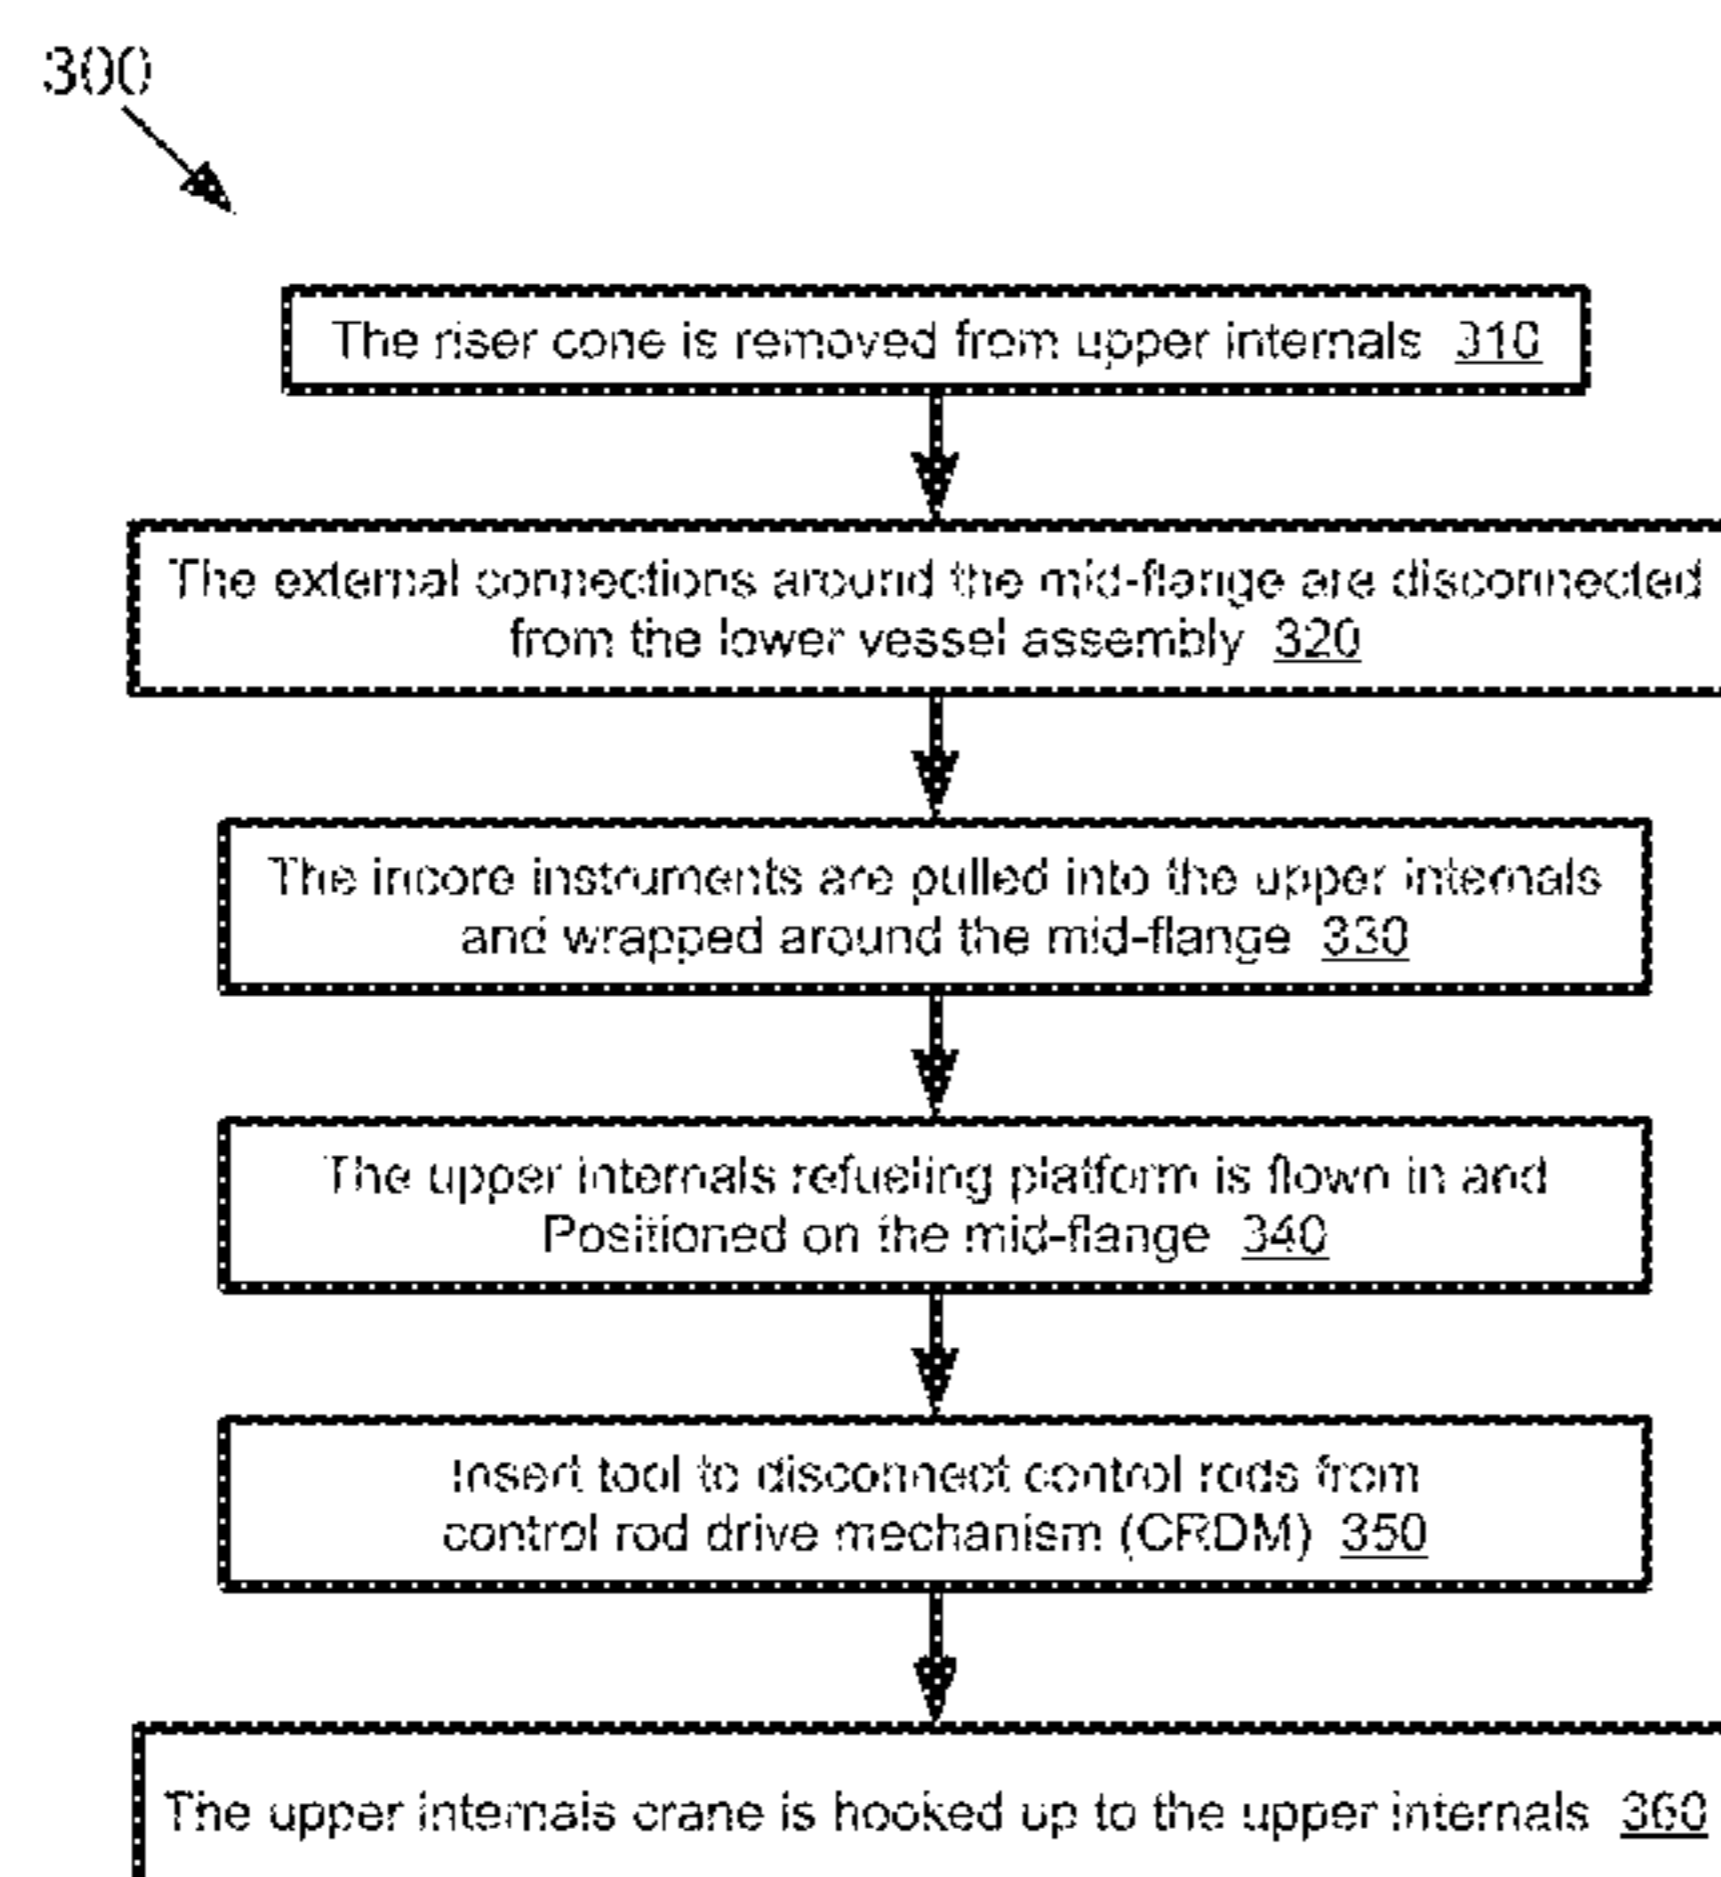 300
The riser cone is removed from upper internals 310
The external connections around the mid-flange are disconnected
from the lower vessel assembly 320
The incore instruments are pulled into the upper internals
and wrapped around the mid-flange 330
The upper internals refueling platform is flown in and
Positioned on the mid-flange 340
Insert tool to disconnect control rods from
control rod drive mechanism (CRDM) 350
The upper internals crane is hooked up to the upper internals 360